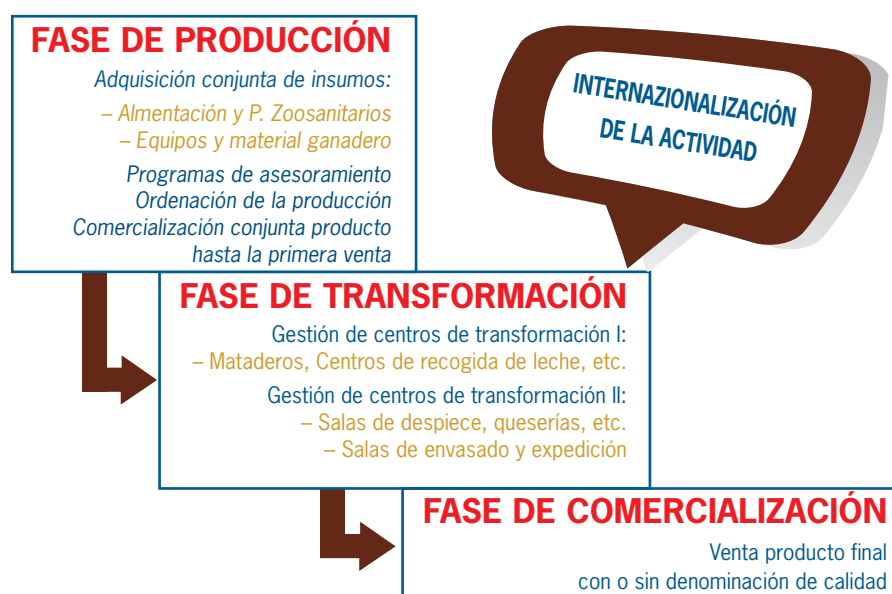 FASE DE PRODUCCIÓN
Adquisición conjunta de insumos:
– Alimentación y P. Zoosanitarios
– Equipos y material ganadero
Programas de asesoramiento
Ordenación de la producción
Comercialización conjunta producto
hasta la primera venta
INTERNAZIONALIZACIÓN
DE LA ACTIVIDAD
FASE DE TRANSFORMACIÓN
Gestión de centros de transformación I:
– Mataderos, Centros de recogida de leche, etc.
Gestión de centros de transformación II:
– Salas de despiece, queserías, etc.
– Salas de envasado y expedición
FASE DE COMERCIALIZACIÓN
Venta producto final
con o sin denominación de calidad